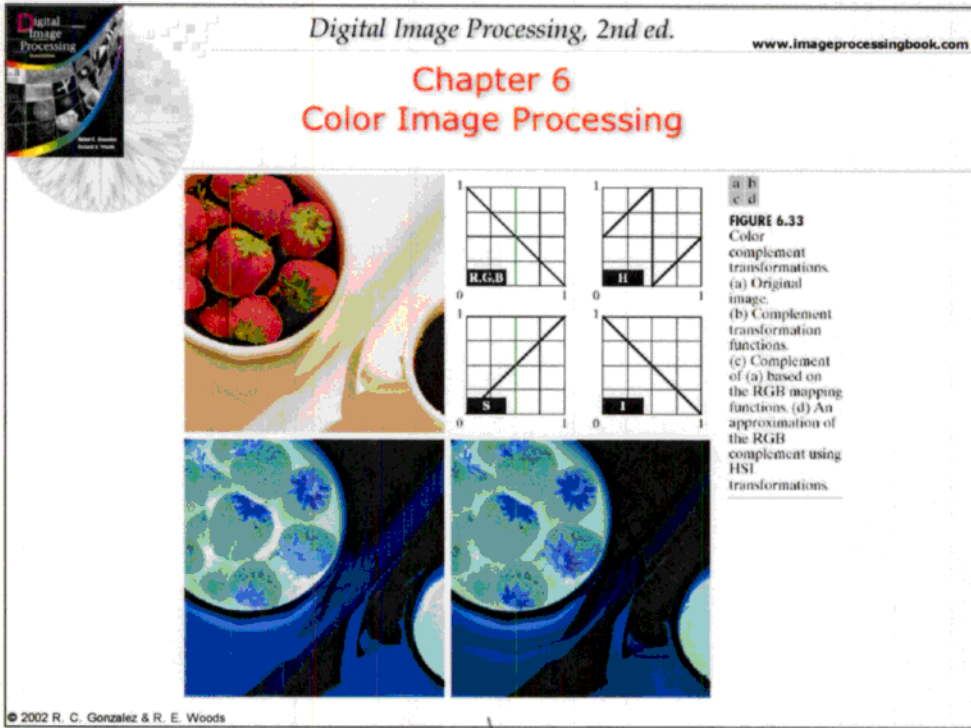 Digital
Image
Processing
Digital Image Processing, 2nd ed.
www.imageprocessingbook.com
Chapter 6
Color Image Processing
1
R,G,B
0
1
1
H
0
1
1
S
0
1
1
I
0
1
a b
c d
FIGURE 6.33
Color
complement
transformations.
(a) Original
image.
(b) Complement
transformation
functions.
(c) Complement
of (a) based on
the RGB mapping
functions. (d) An
approximation of
the RGB
complement using
HSI
transformations.
© 2002 R. C. Gonzalez & R. E. Woods